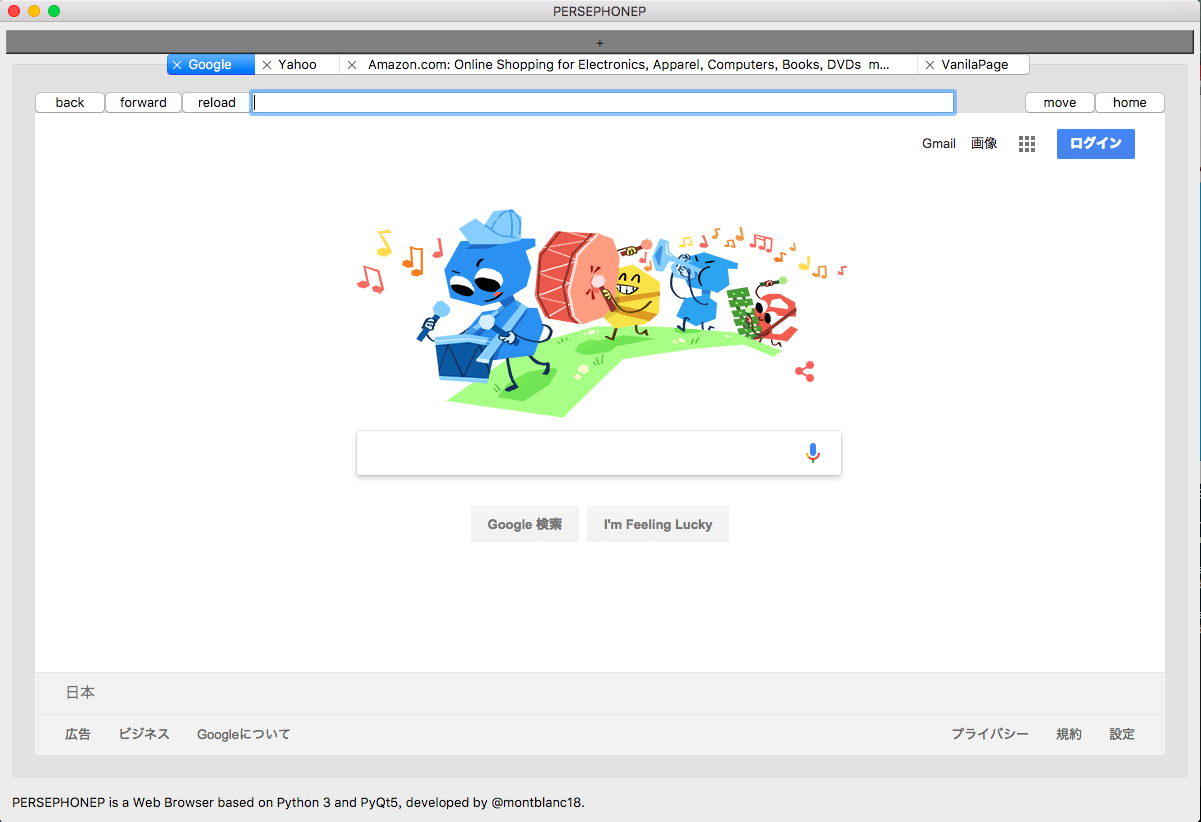 PERSEPHONEP
+
Google Yahoo Amazon.com: Online Shopping for Electronics, Apparel, Computers, Books, DVDs m... VanilaPage
back forward reload move home
Gmail 画像 ログイン
Google 検索 I'm Feeling Lucky
日本
広告 ビジネス Googleについて プライバシー 規約 設定
PERSEPHONEP is a Web Browser based on Python 3 and PyQt5, developed by @montblanc18.